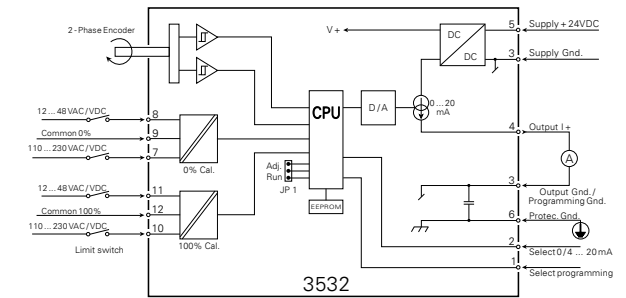 2-Phase Encoder
V+
DC
DC
5
Supply + 24VDC
3
Supply Gnd.
12...48 VAC/VDC
8
Common 0%
9
110...230 VAC/VDC
7
0% Cal.
CPU
D/A
0...20
mA
4
Output I +
A
Adj.
Run
JP 1
EEPROM
12...48 VAC/VDC
11
Common 100%
12
110...230 VAC/VDC
10
Limit switch
100% Cal.
3
Output Gnd./
Programming Gnd.
6
Protec. Gnd.
2
Select 0/4 ... 20 mA
1
Select programming
3532